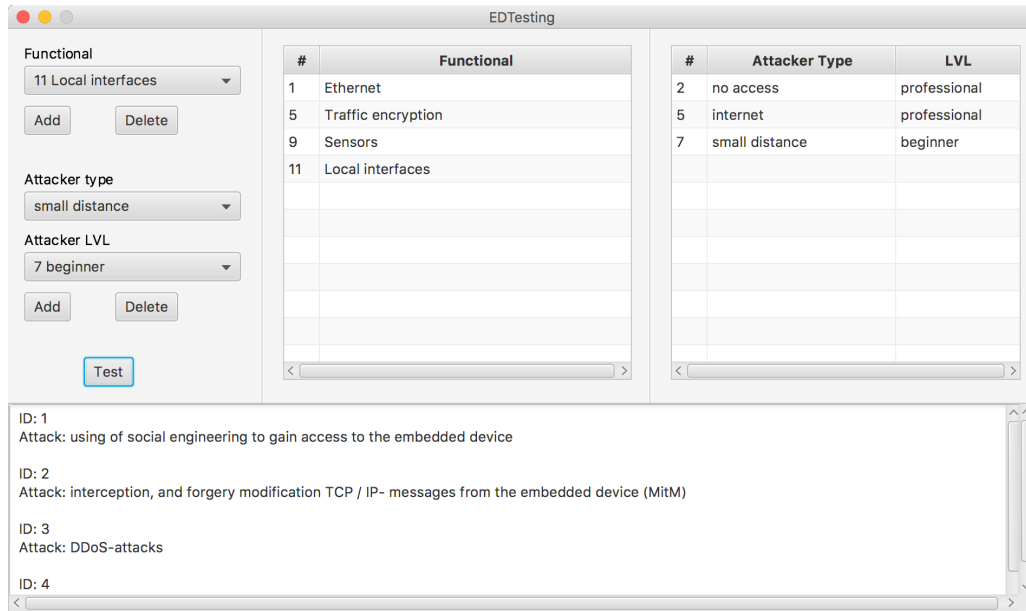 EDTesting
Functional
11 Local interfaces
Add Delete
Attacker type
small distance
Attacker LVL
7 beginner
Add Delete
Test
# Functional
1 Ethernet
5 Traffic encryption
9 Sensors
11 Local interfaces
# Attacker Type LVL
2 no access professional
5 internet professional
7 small distance beginner
ID: 1
Attack: using of social engineering to gain access to the embedded device
ID: 2
Attack: interception, and forgery modification TCP / IP- messages from the embedded device (MitM)
ID: 3
Attack: DDoS-attacks
ID: 4